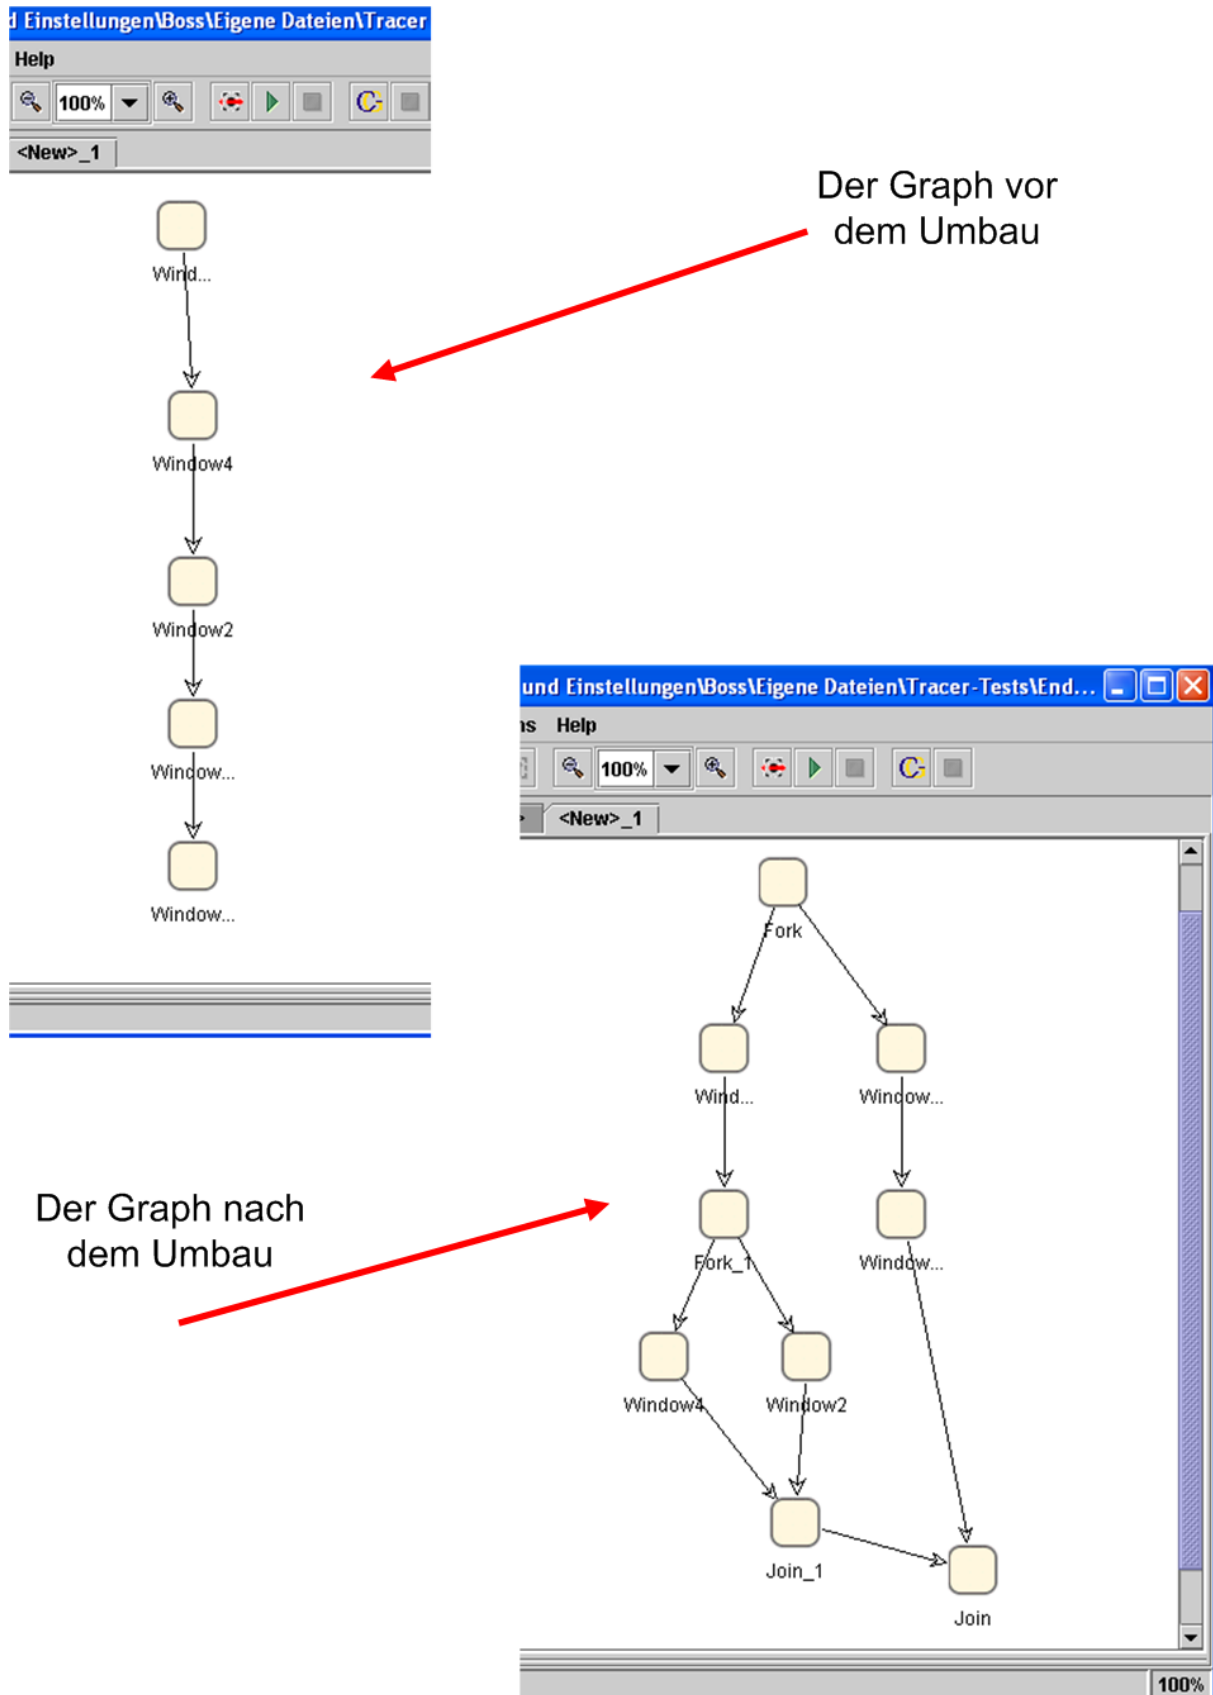 d Einstellungen\Boss\Eigene Dateien\Tracer
Help
100%
<New>_1
Wind...
Window4
Window2
Window...
Window...
Der Graph vor
dem Umbau
und Einstellungen\Boss\Eigene Dateien\Tracer-Tests\End...
ns Help
100%
<New>_1
Fork
Wind...
Window...
Fork_1
Window...
Window4
Window2
Join_1
Join
100%
Der Graph nach
dem Umbau